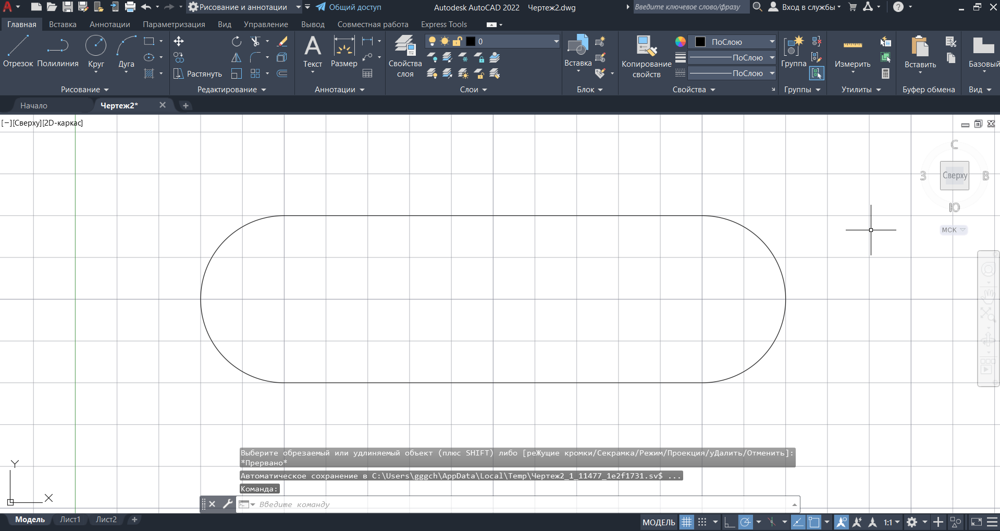 Рисование и аннотации
Общий доступ
Autodesk AutoCAD 2022 Чертеж2.dwg
Введите ключевое слово/фразу
Вход в службы
Главная Вставка Аннотации Параметризация Вид Управление Вывод Совместная работа Express Tools
Отрезок Полилиния Круг Дуга
Растянуть
Рисование
Редактирование
Текст Размер
Аннотации
Свойства слоя
0
Слои
Вставка
Блок
Копирование свойств
ПоСлою
ПоСлою
ПоСлою
Свойства
Группа
Группы
Измерить
Утилиты
Вставить
Буфер обмена
Базовый
Вид
Начало Чертеж2*
[−][Сверху][2D-каркас]
С
З Сверху В
Ю
МСК
Выберите обрезаемый или удлиняемый объект (плюс SHIFT) либо [реЖущие кромки/Секрамка/Режим/Проекция/уДалить/Отменить]:
*Прервано*
Автоматическое сохранение в C:\Users\gggch\AppData\Local\Temp\Чертеж2_1_11477_1e2f1731.sv$ ...
Команда:
Введите команду
Y
X
Модель Лист1 Лист2
МОДЕЛЬ
1:1